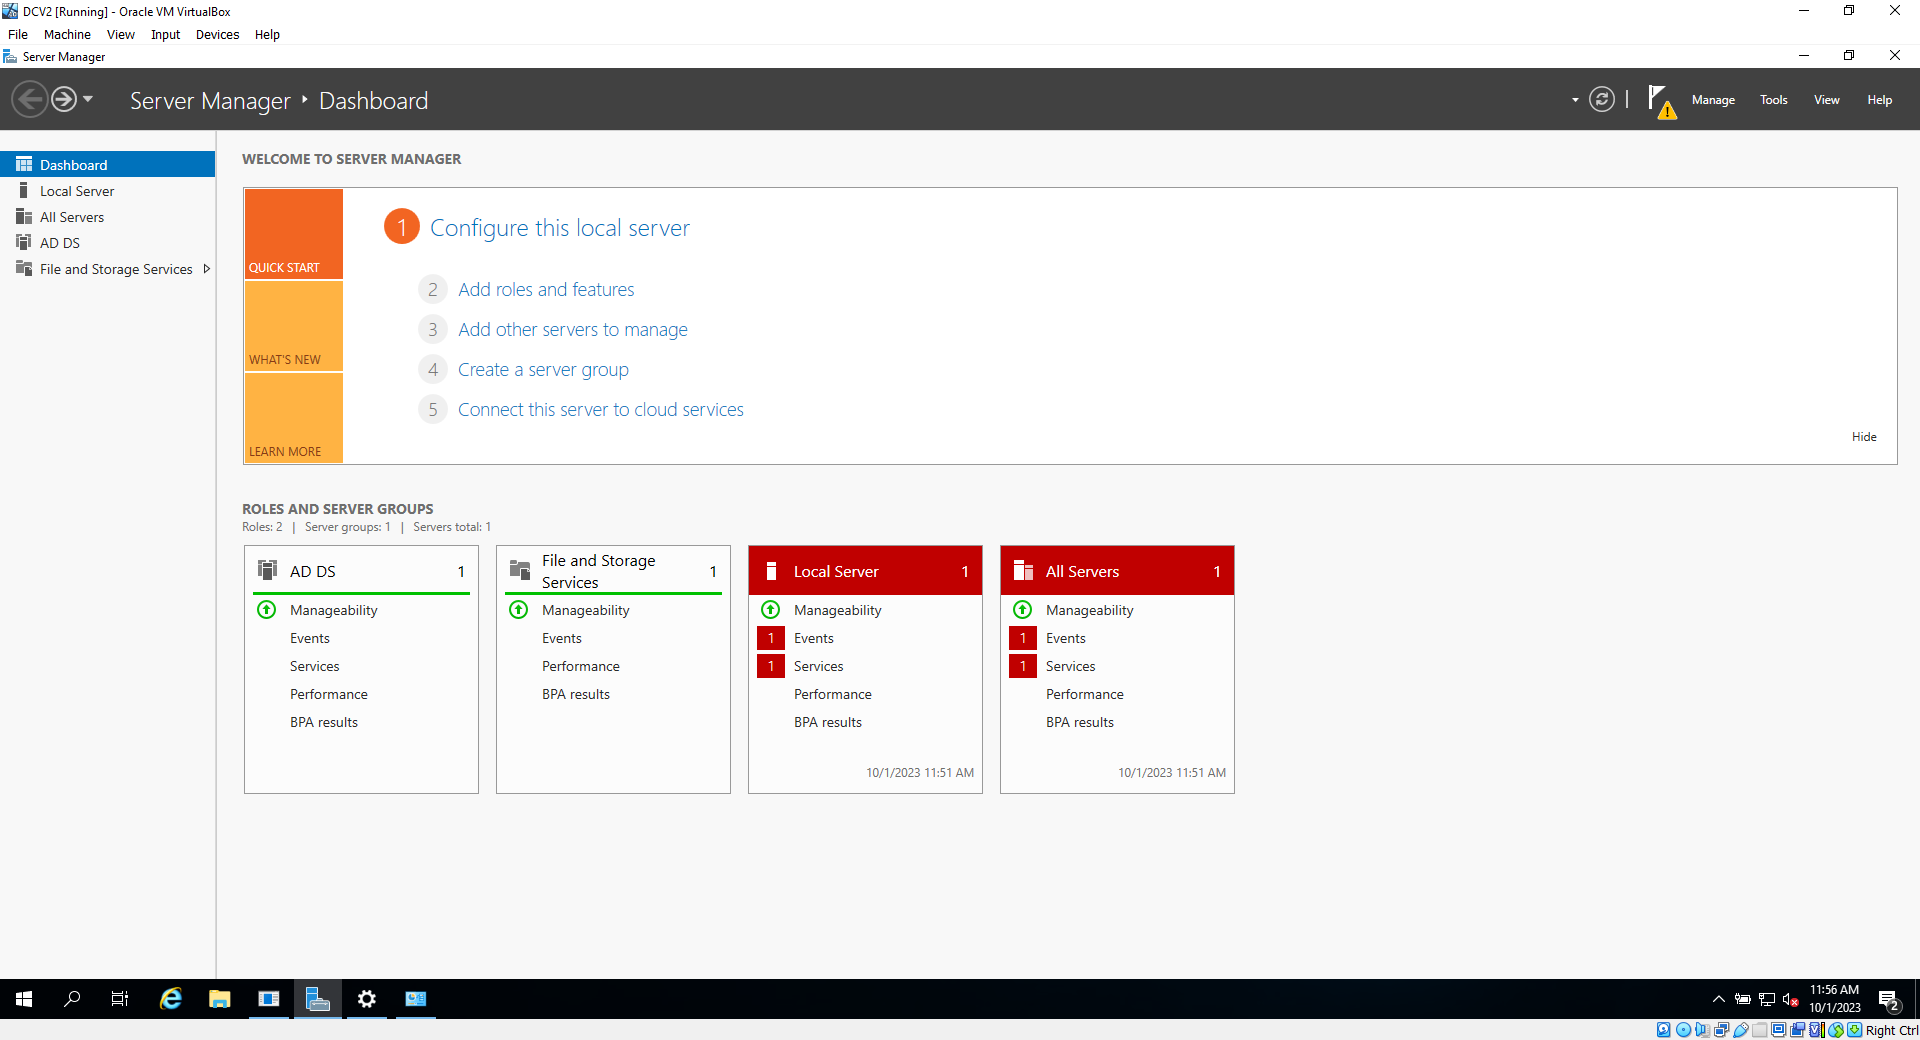 DCV2 [Running] - Oracle VM VirtualBox
File Machine View Input Devices Help
Server Manager
Server Manager Dashboard
Manage Tools View Help
Dashboard
Local Server
All Servers
AD DS
File and Storage Services
WELCOME TO SERVER MANAGER
QUICK START
WHAT'S NEW
LEARN MORE
1 Configure this local server
2 Add roles and features
3 Add other servers to manage
4 Create a server group
5 Connect this server to cloud services
Hide
ROLES AND SERVER GROUPS
Roles: 2 | Server groups: 1 | Servers total: 1
AD DS 1
Manageability
Events
Services
Performance
BPA results
File and Storage
Services 1
Manageability
Events
Performance
BPA results
Local Server 1
Manageability
1 Events
1 Services
Performance
BPA results
10/1/2023 11:51 AM
All Servers 1
Manageability
1 Events
1 Services
Performance
BPA results
10/1/2023 11:51 AM
11:56 AM
10/1/2023
2
Right Ctrl